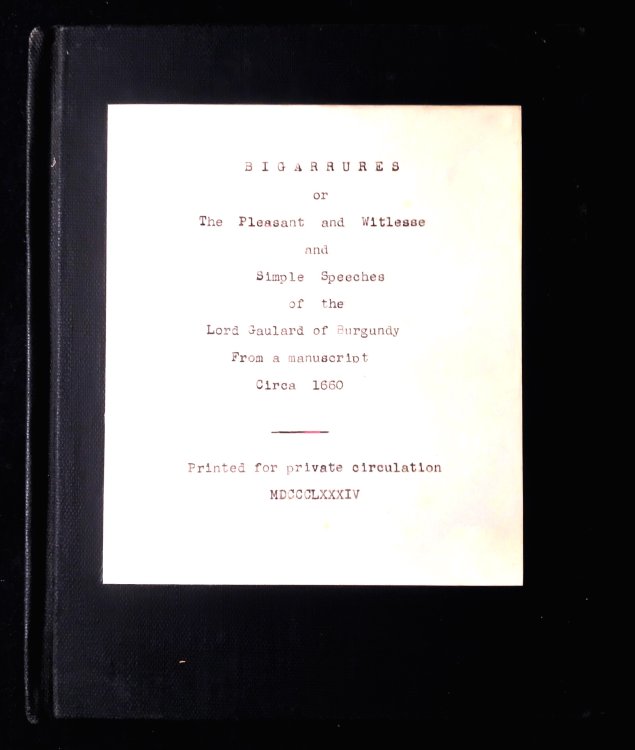 BIGARRURES
or
The Pleasant and Witlesse
and
Simple Speeches
of the
Lord Gaulard of Burgundy
From a manuscript
Circa 1660
Printed for private circulation
MDCCCLXXXIV